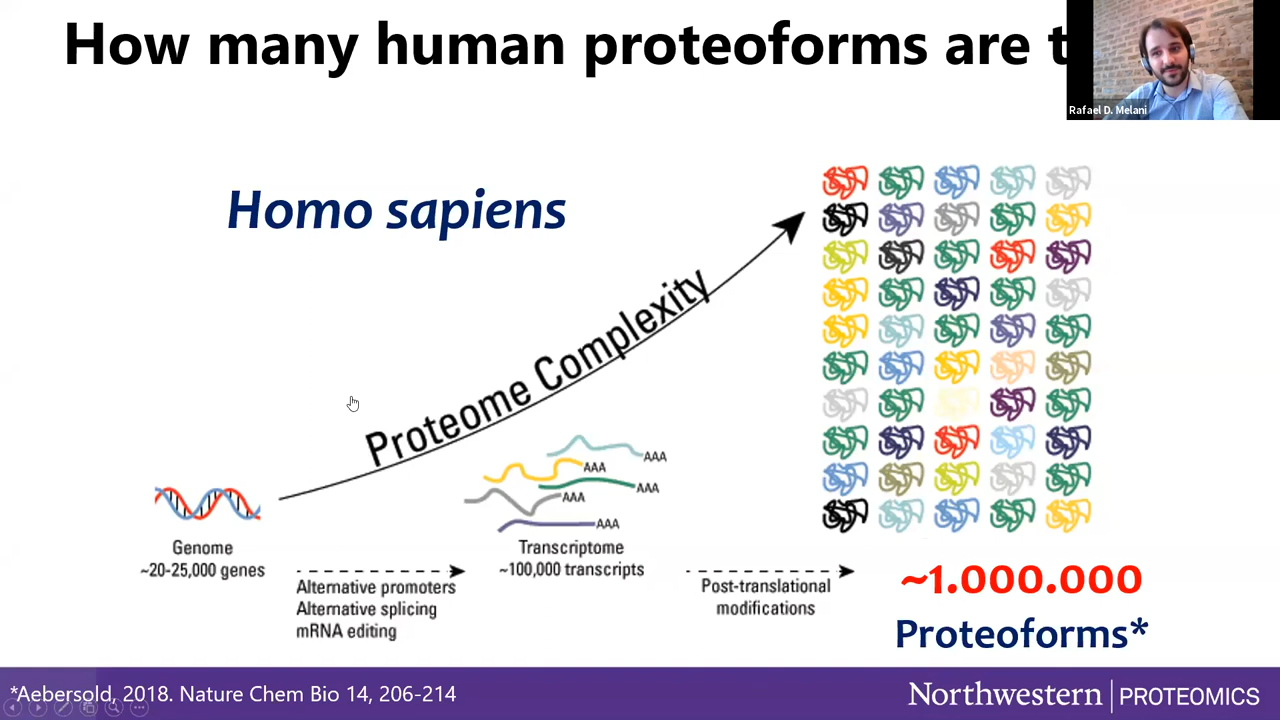 How many human proteoforms are t
Rafael D. Melani
Homo sapiens
Proteome Complexity
AAA
AAA
AAA
AAA
AAA
Genome
~20-25,000 genes
Alternative promoters
Alternative splicing
mRNA editing
Transcriptome
~100,000 transcripts
Post-translational
modifications
~1.000.000
Proteoforms*
*Aebersold, 2018. Nature Chem Bio 14, 206-214
Northwestern | PROTEOMICS